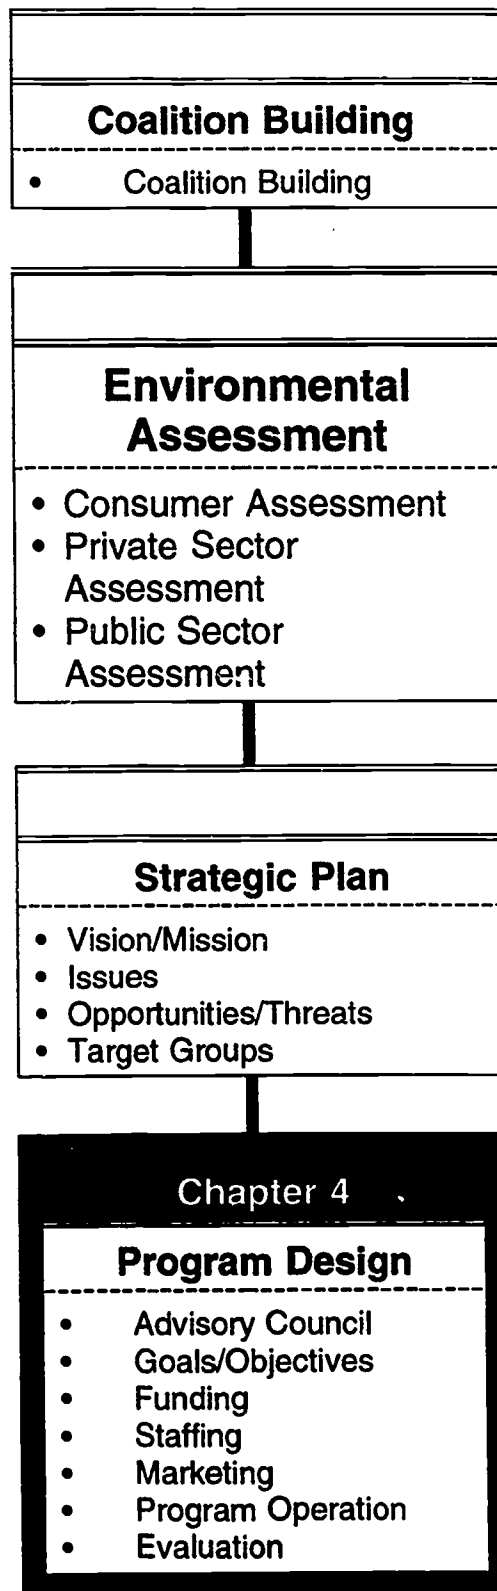 Coalition Building
• Coalition Building
Environmental
Assessment
• Consumer Assessment
• Private Sector
Assessment
• Public Sector
Assessment
Strategic Plan
• Vision/Mission
• Issues
• Opportunities/Threats
• Target Groups
Chapter 4
Program Design
• Advisory Council
• Goals/Objectives
• Funding
• Staffing
• Marketing
• Program Operation
• Evaluation